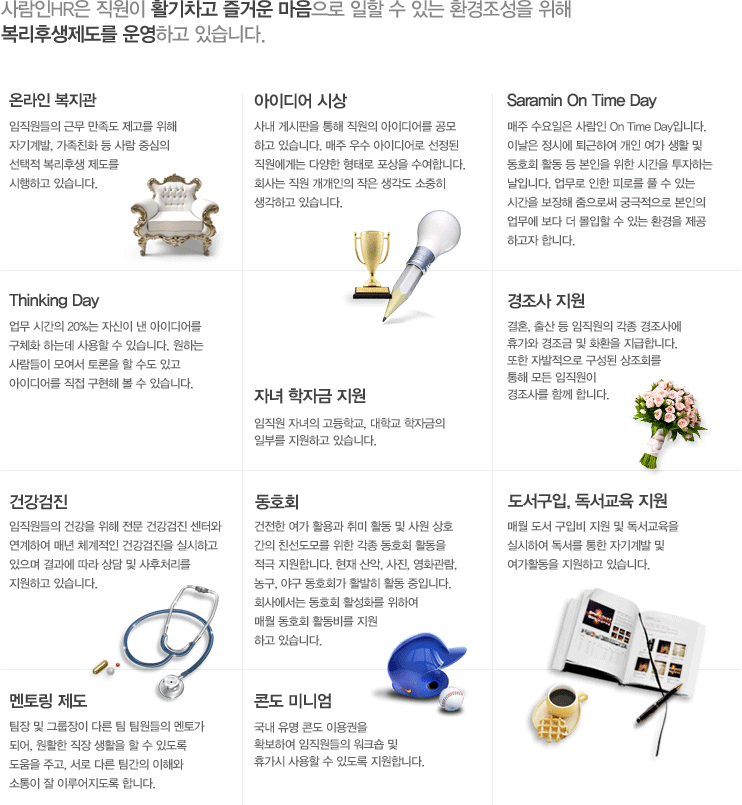 사람인HR은 직원이 활기차고 즐거운 마음으로 일할 수 있는 환경조성을 위해
복리후생제도를 운영하고 있습니다.
온라인 복지관
임직원들의 근무 만족도 제고를 위해
자기계발, 가족친화 등 사람 중심의
선택적 복리후생 제도를
시행하고 있습니다.
아이디어 시상
사내 게시판을 통해 직원의 아이디어를 공모
하고 있습니다. 매주 우수 아이디어로 선정된
직원에게는 다양한 형태로 포상을 수여합니다.
회사는 직원 개개인의 작은 생각도 소중히
생각하고 있습니다.
Saramin On Time Day
매주 수요일은 사람인 On Time Day입니다.
이날은 정시에 퇴근하여 개인 여가 생활 및
동호회 활동 등 본인을 위한 시간을 투자하는
날입니다. 업무로 인한 피로를 풀 수 있는
시간을 보장해 줌으로써 궁극적으로 본인의
업무에 보다 더 몰입할 수 있는 환경을 제공
하고자 합니다.
Thinking Day
업무 시간의 20%는 자신이 낸 아이디어를
구체화 하는데 사용할 수 있습니다. 원하는
사람들이 모여서 토론을 할 수도 있고
아이디어를 직접 구현해 볼 수 있습니다.
자녀 학자금 지원
임직원 자녀의 고등학교, 대학교 학자금의
일부를 지원하고 있습니다.
경조사 지원
결혼, 출산 등 임직원의 각종 경조사에
휴가와 경조금 및 화환을 지급합니다.
또한 자발적으로 구성된 상조회를
통해 모든 임직원이
경조사를 함께 합니다.
건강검진
임직원들의 건강을 위해 전문 건강검진 센터와
연계하여 매년 체계적인 건강검진을 실시하고
있으며 결과에 따라 상담 및 사후처리를
지원하고 있습니다.
동호회
건전한 여가 활용과 취미 활동 및 사원 상호
간의 친선도모를 위한 각종 동호회 활동을
적극 지원합니다. 현재 산악, 사진, 영화관람,
농구, 야구 동호회가 활발히 활동 중입니다.
회사에서는 동호회 활성화를 위하여
매월 동호회 활동비를 지원
하고 있습니다.
도서구입, 독서교육 지원
매월 도서 구입비 지원 및 독서교육을
실시하여 독서를 통한 자기계발 및
여가활동을 지원하고 있습니다.
멘토링 제도
팀장 및 그룹장이 다른 팀 팀원들의 멘토가
되어, 원활한 직장 생활을 할 수 있도록
도움을 주고, 서로 다른 팀간의 이해와
소통이 잘 이루어지도록 합니다.
콘도 미니엄
국내 유명 콘도 이용권을
확보하여 임직원들의 워크숍 및
휴가시 사용할 수 있도록 지원합니다.